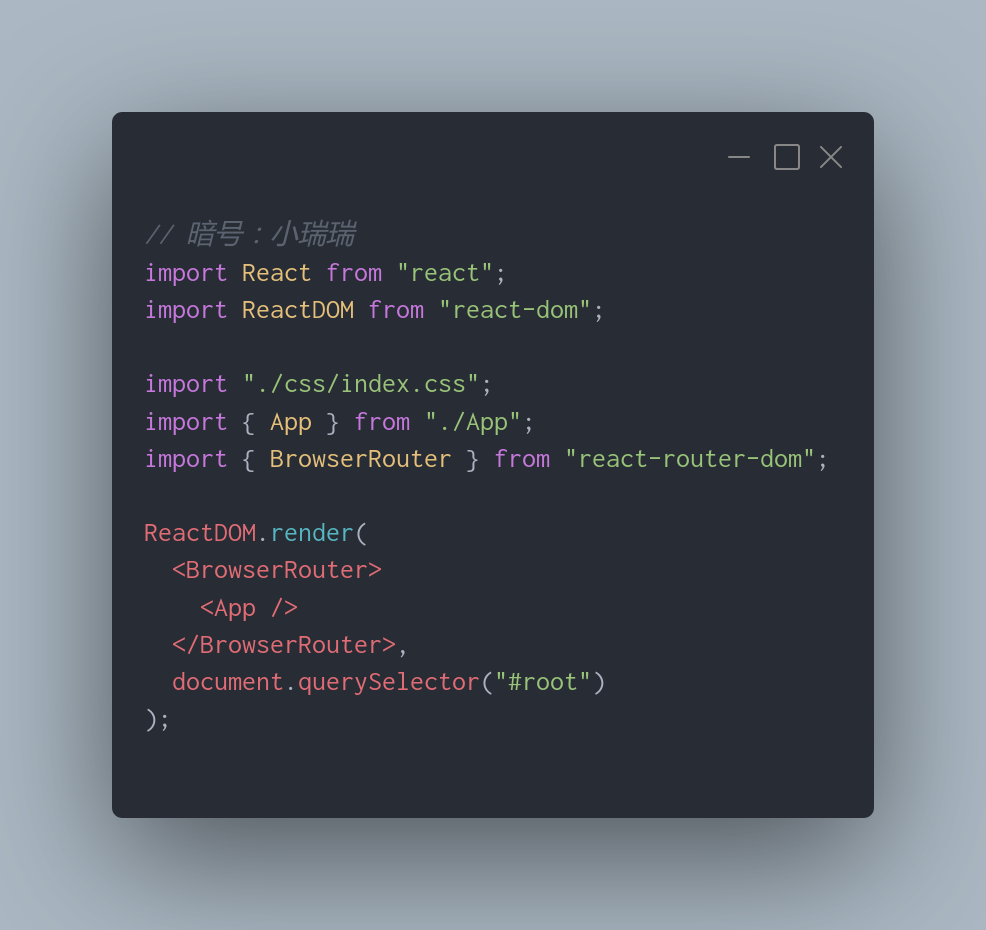 // 暗号：小瑞瑞
import React from "react";
import ReactDOM from "react-dom";

import "./css/index.css";
import { App } from "./App";
import { BrowserRouter } from "react-router-dom";

ReactDOM.render(
  <BrowserRouter>
    <App />
  </BrowserRouter>,
  document.querySelector("#root")
);